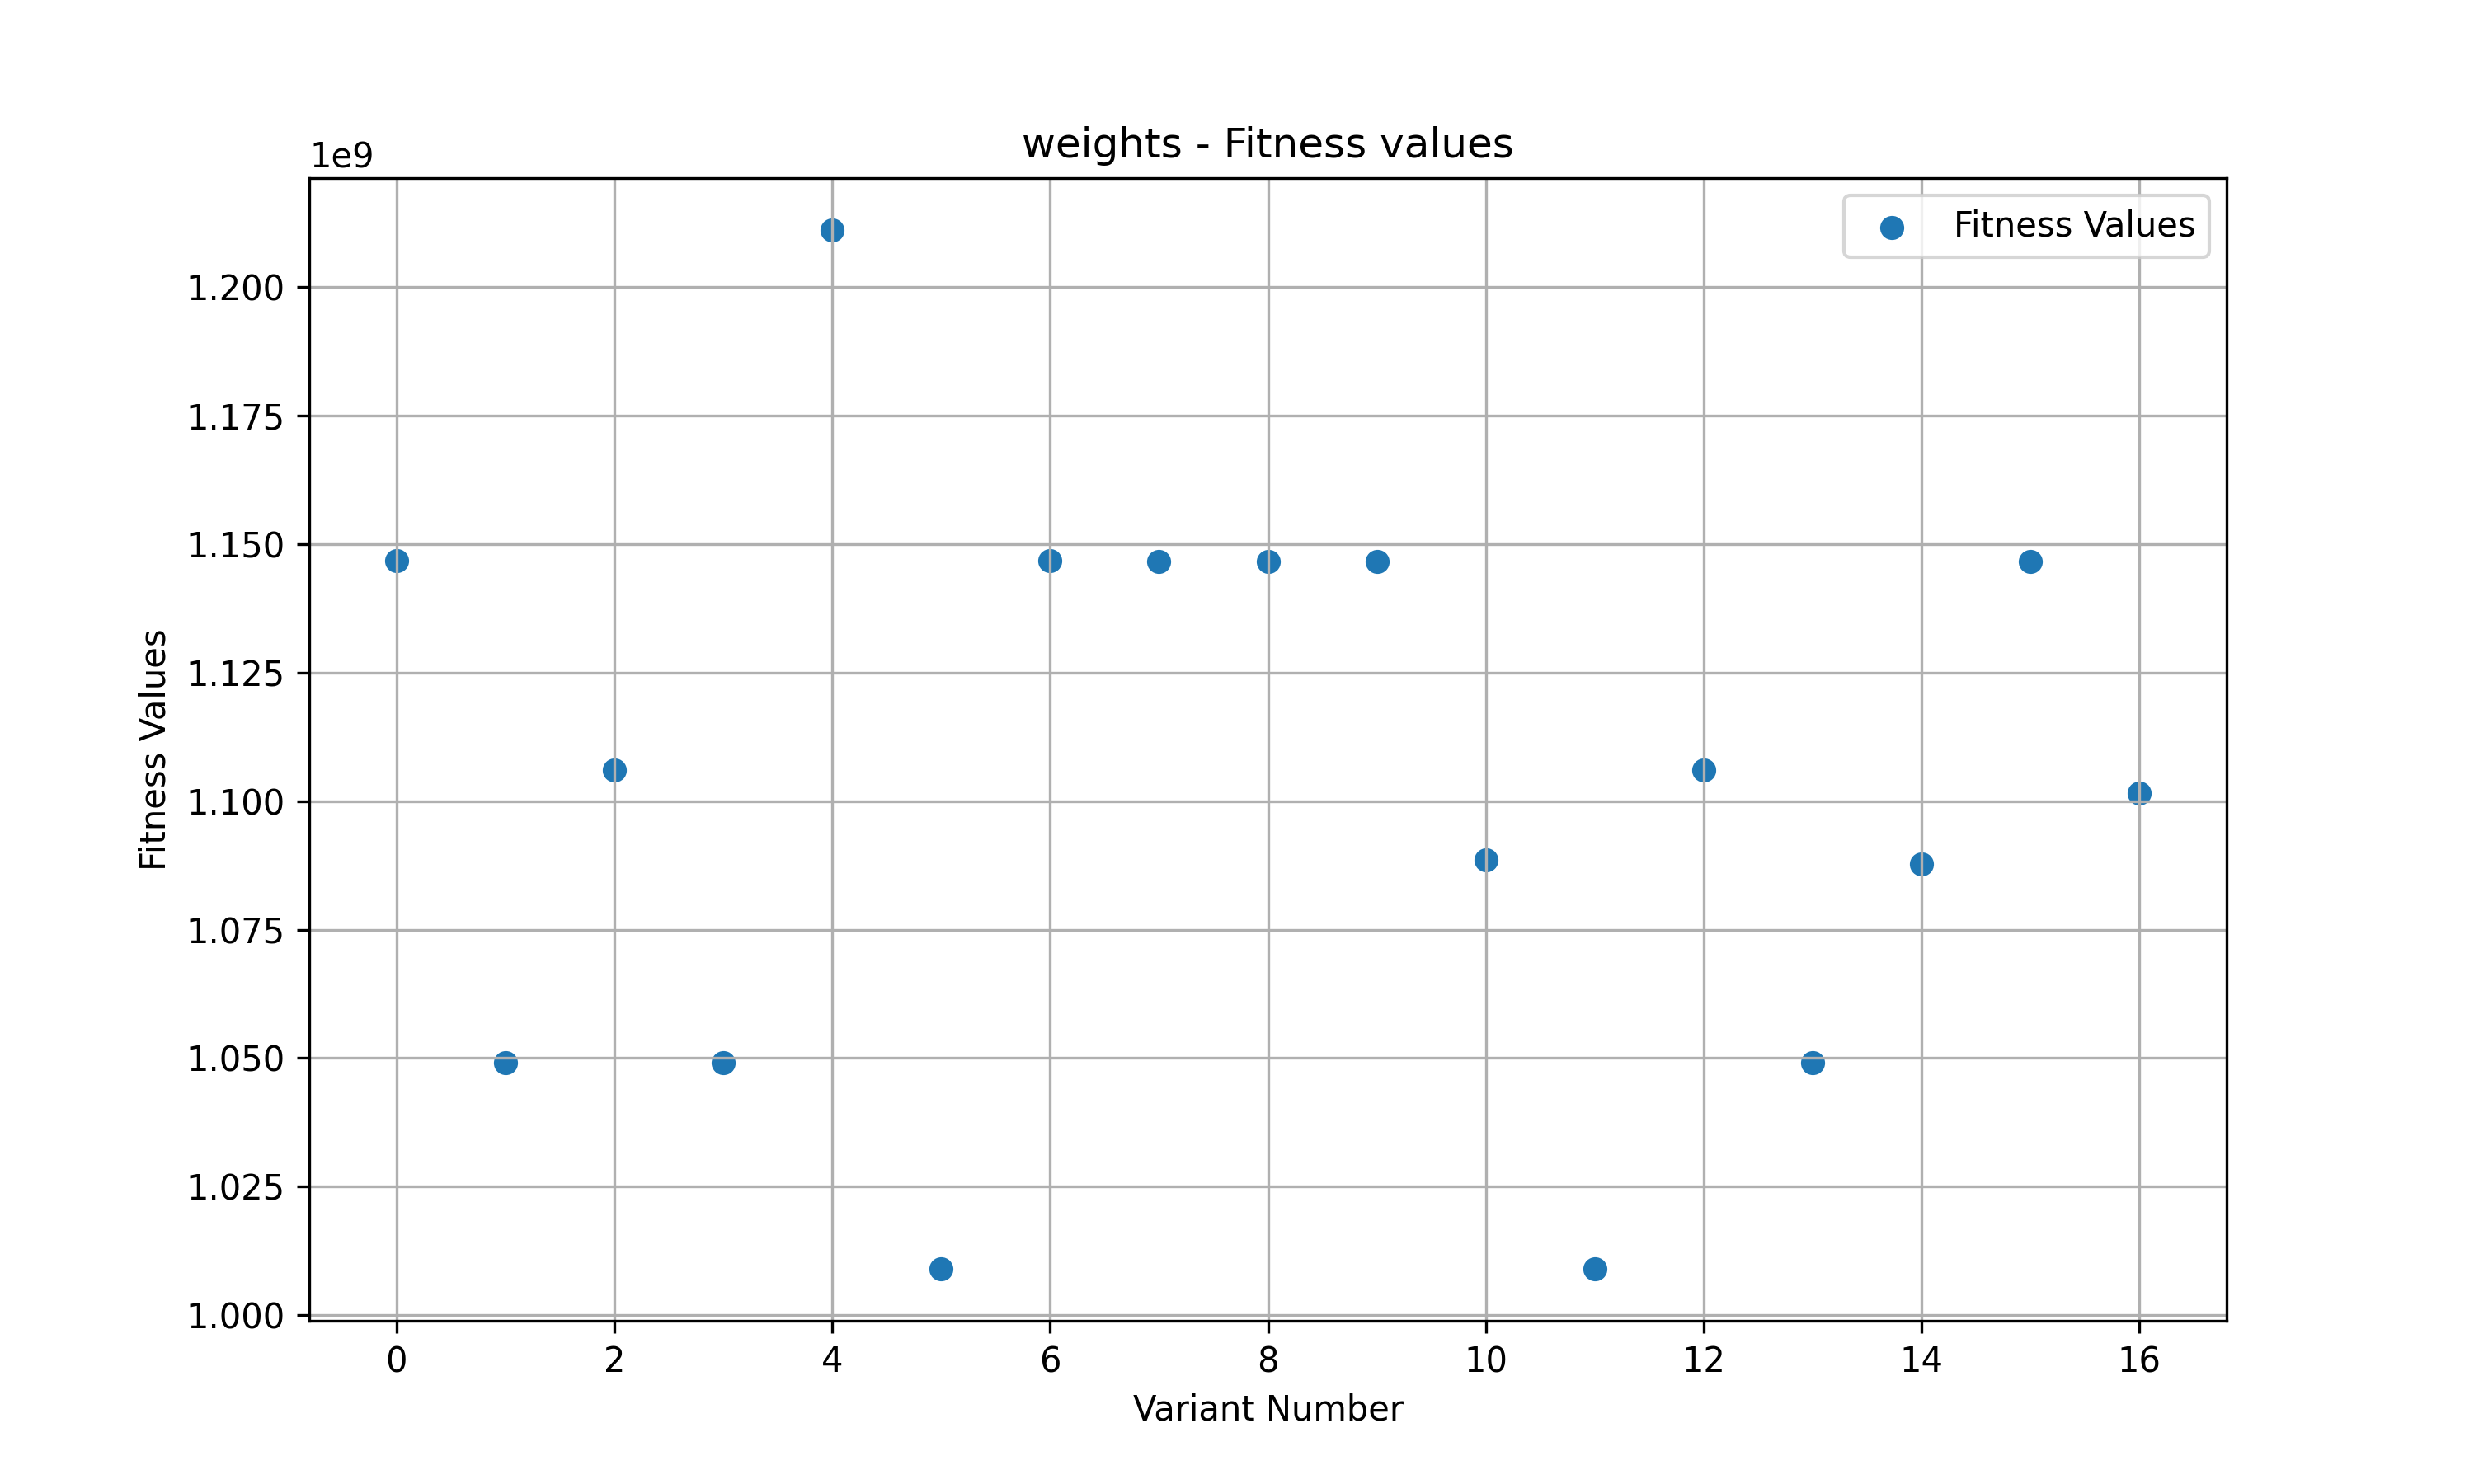 weights - Fitness values
1e9
Fitness Values
1.200
1.175
1.150
1.125
1.100
1.075
1.050
1.025
1.000
Fitness Values
0 2 4 6 8 10 12 14 16
Variant Number